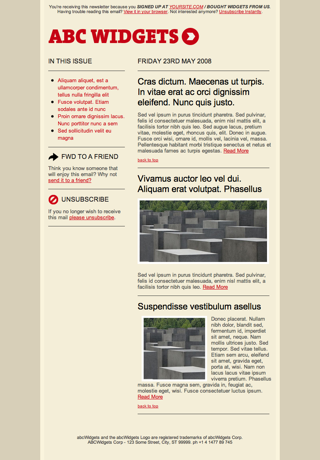 You're receiving this newsletter because you SIGNED UP AT YOURSITE.COM / BOUGHT WIDGETS FROM US.
Having trouble reading this email? View it in your browser. Not interested anymore? Unsubscribe Instantly.
ABC WIDGETS
IN THIS ISSUE
Aliquam aliquet, est a
ullamcorper condimentum,
tellus nulla fringilla elit
Fusce volutpat. Etiam
sodales ante id nunc
Proin ornare dignissim lacus.
Nunc porttitor nunc a sem
Sed sollicitudin velit eu
magna
FWD TO A FRIEND
Think you know someone that
will enjoy this email? Why not
send it to a friend?
UNSUBSCRIBE
If you no longer wish to receive
this mail please unsubscribe.
FRIDAY 23RD MAY 2008
Cras dictum. Maecenas ut turpis.
In vitae erat ac orci dignissim
eleifend. Nunc quis justo.
Sed vel ipsum in purus tincidunt pharetra. Sed pulvinar,
felis id consectetuer malesuada, enim nisl mattis elit, a
facilisis tortor nibh quis leo. Sed augue lacus, pretium
vitae, molestie eget, rhoncus quis, elit. Donec in augue.
Fusce orci wisi, ornare id, mollis vel, lacinia vel, massa.
Pellentesque habitant morbi tristique senectus et netus et
malesuada fames ac turpis egestas. Read More
back to top
Vivamus auctor leo vel dui.
Aliquam erat volutpat. Phasellus
Sed vel ipsum in purus tincidunt pharetra. Sed pulvinar,
felis id consectetuer malesuada, enim nisl mattis elit, a
facilisis tortor nibh quis leo. Read More
Suspendisse vestibulum asellus
Donec placerat. Nullam
nibh dolor, blandit sed,
fermentum id, imperdiet
sit amet, neque. Nam
mollis ultrices justo. Sed
tempor. Sed vitae tellus.
Etiam sem arcu, eleifend
sit amet, gravida eget,
porta at, wisi. Nam non
lacus vitae ipsum
viverra pretium. Phasellus
massa. Fusce magna sem, gravida in, feugiat ac,
molestie eget, wisi. Fusce consectetuer luctus ipsum.
Read More
back to top
abcWidgets and the abcWidgets Logo are registered trademarks of abcWidgets Corp.
ABCWidgets Corp - 123 Some Street, City, ST 99999. ph +1 4 1477 89 745